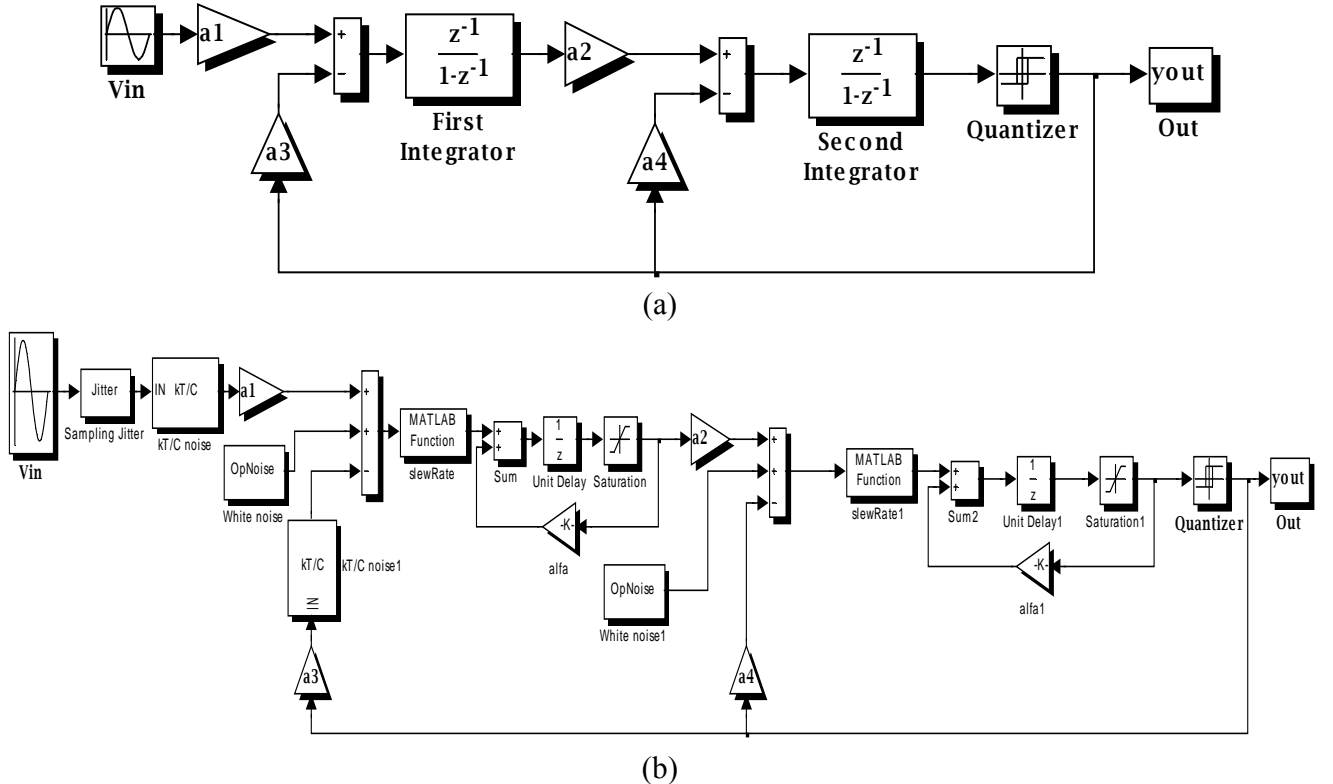 Vin
a1
+
−
z-1
1-z-1
First
Integrator
a2
+
−
z-1
1-z-1
Second
Integrator
Quantizer
yout
Out
a3
a4
(a)
Vin
Jitter
Sampling Jitter
IN kT/C
kT/C noise
a1
OpNoise
White noise
kT/C
IN
kT/C noise1
a3
+
+
−
MATLAB
Function
slewRate
+
+
Sum
1
z
Unit Delay
Saturation
-K-
alfa
a2
OpNoise
White noise1
+
+
−
a4
MATLAB
Function
slewRate1
+
+
Sum2
1
z
Unit Delay1
Saturation1
-K-
alfa1
Quantizer
yout
Out
(b)